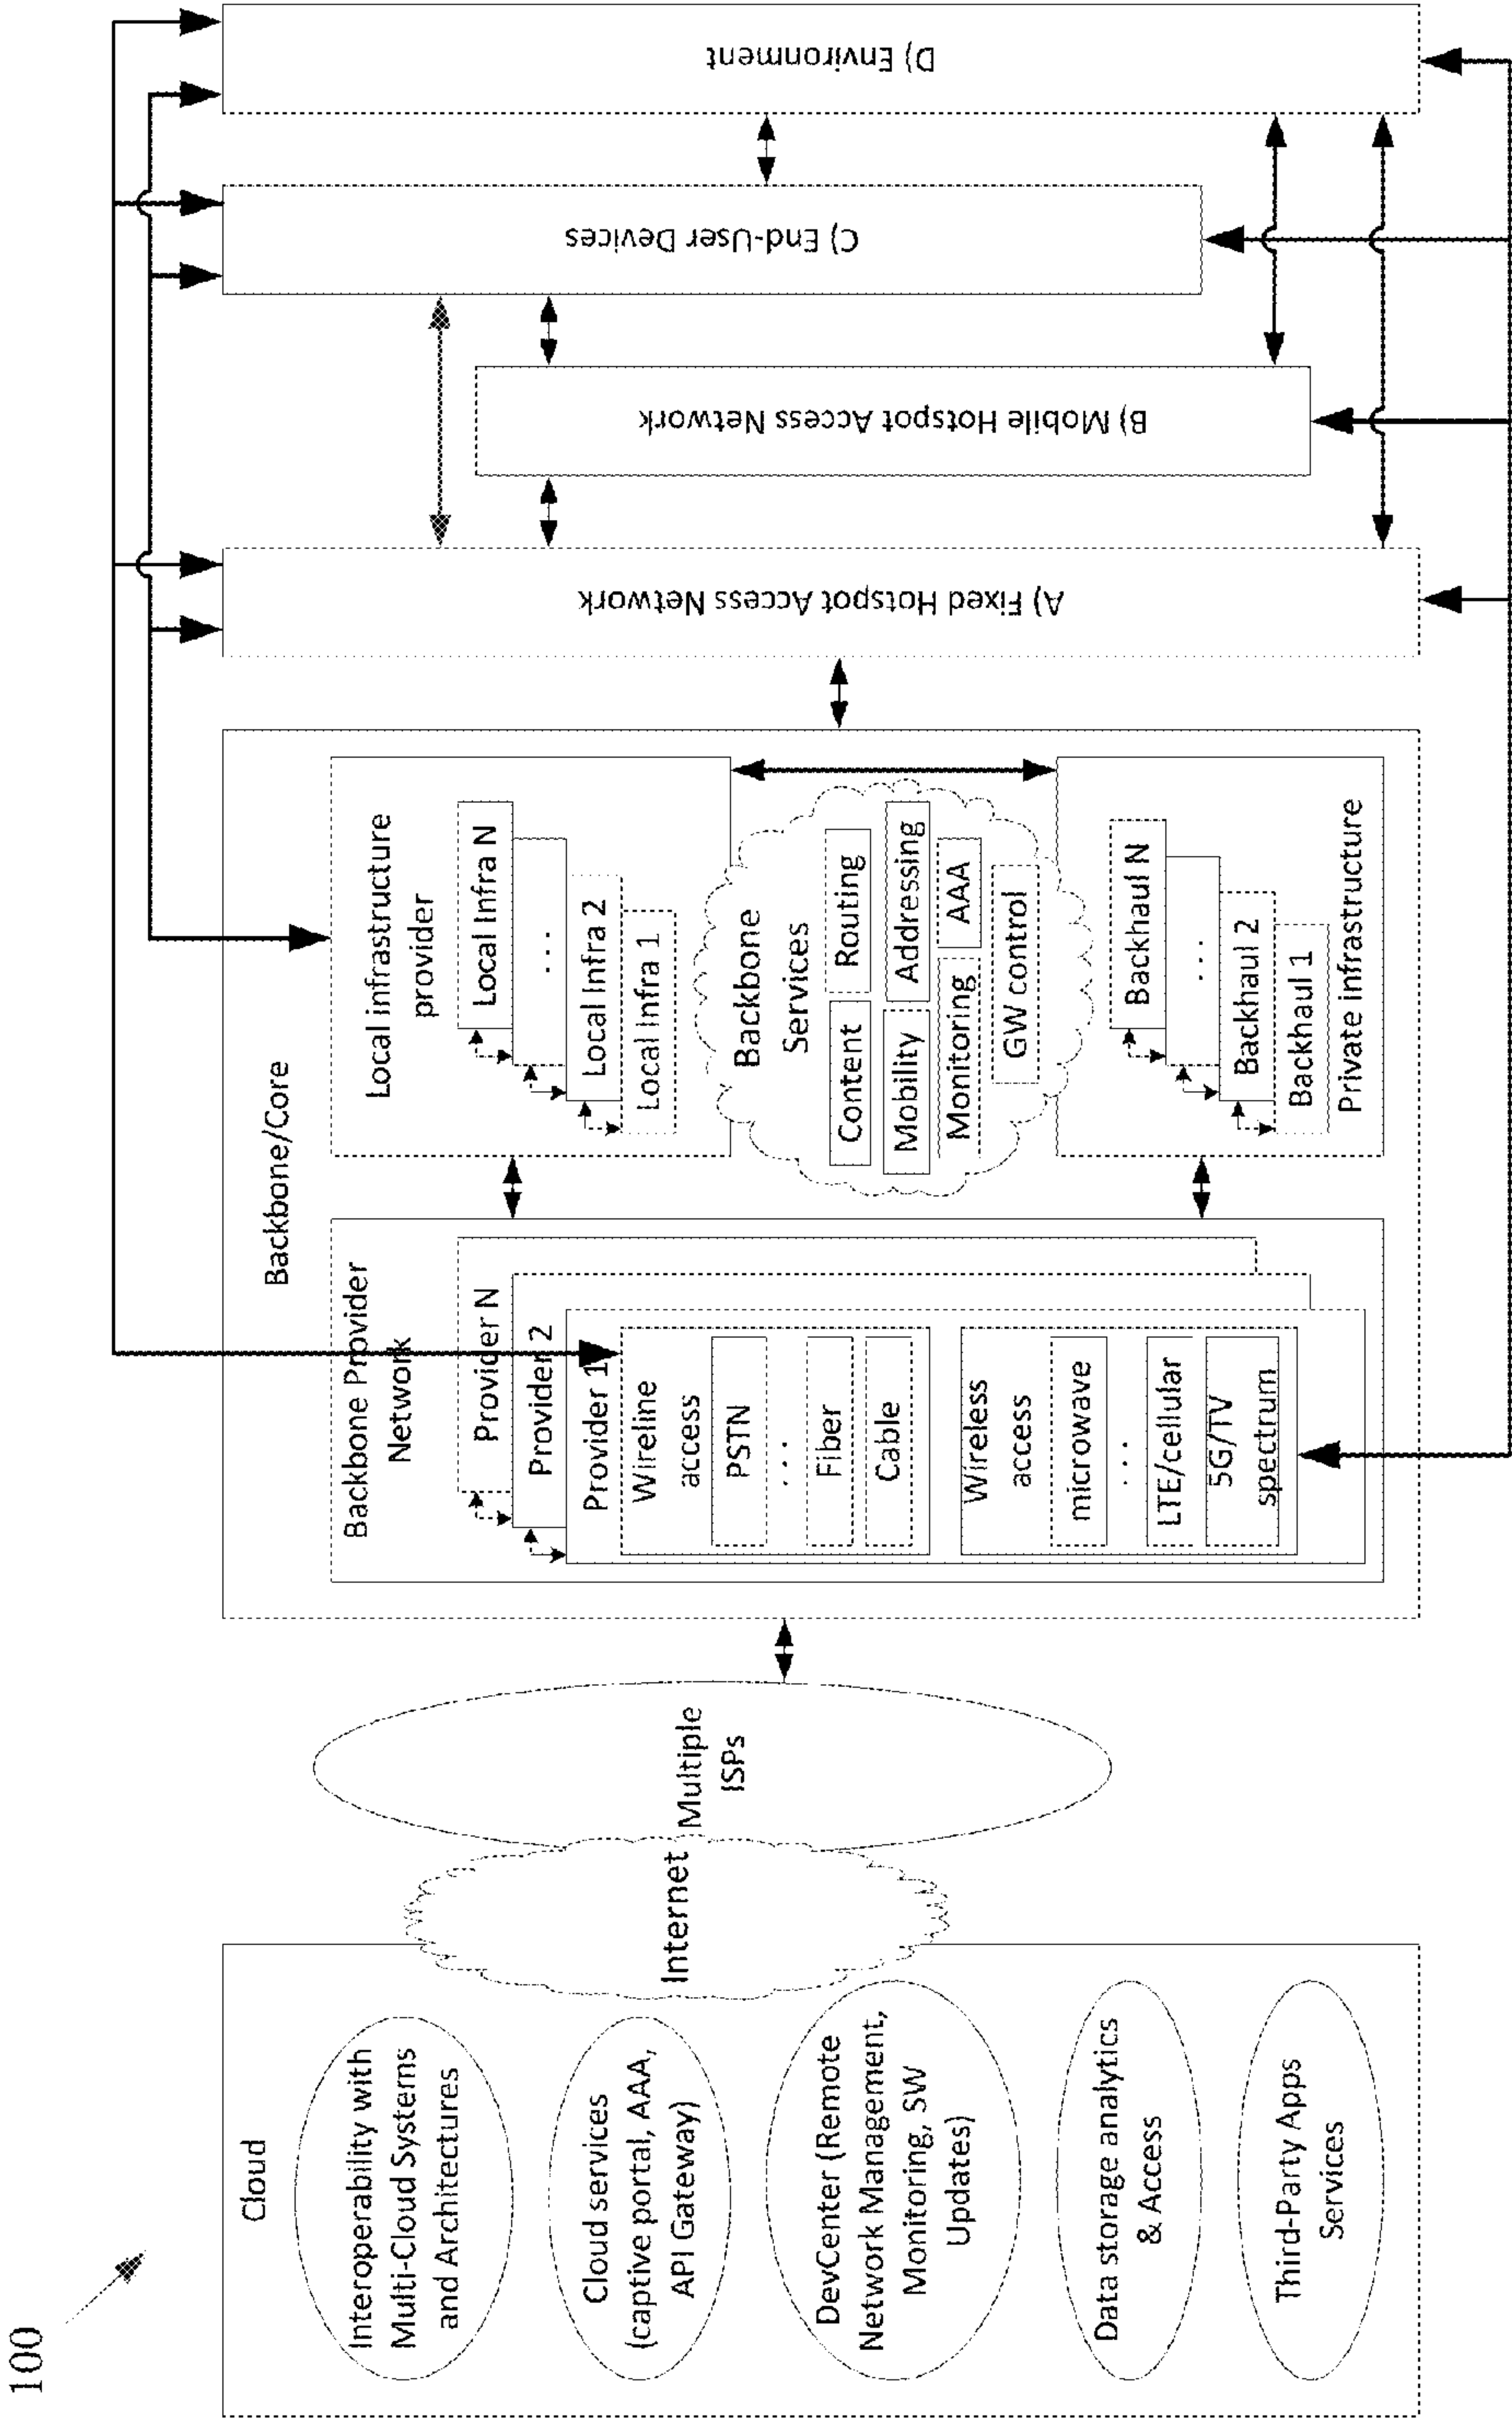 100
Cloud
Interoperability with
Multi-Cloud Systems
and Architectures
Cloud services
(captive portal, AAA,
API Gateway)
DevCenter (Remote
Network Management,
Monitoring, SW
Updates)
Data storage analytics
& Access
Third-Party Apps
Services
Internet
Multiple
ISPs
Backbone/Core
Backbone Provider
Network
Provider N
Provider 2
Provider 1
Wireline
access
PSTN
...
Fiber
Cable
Wireless
access
microwave
...
LTE/cellular
5G/TV
spectrum
Local infrastructure
provider
Local Infra N
...
Local Infra 2
Local Infra 1
Backbone
Services
Content
Routing
Mobility
Addressing
Monitoring
AAA
GW control
Backhaul N
...
Backhaul 2
Backhaul 1
Private infrastructure
A) Fixed Hotspot Access Network
B) Mobile Hotspot Access Network
C) End-User Devices
D) Environment